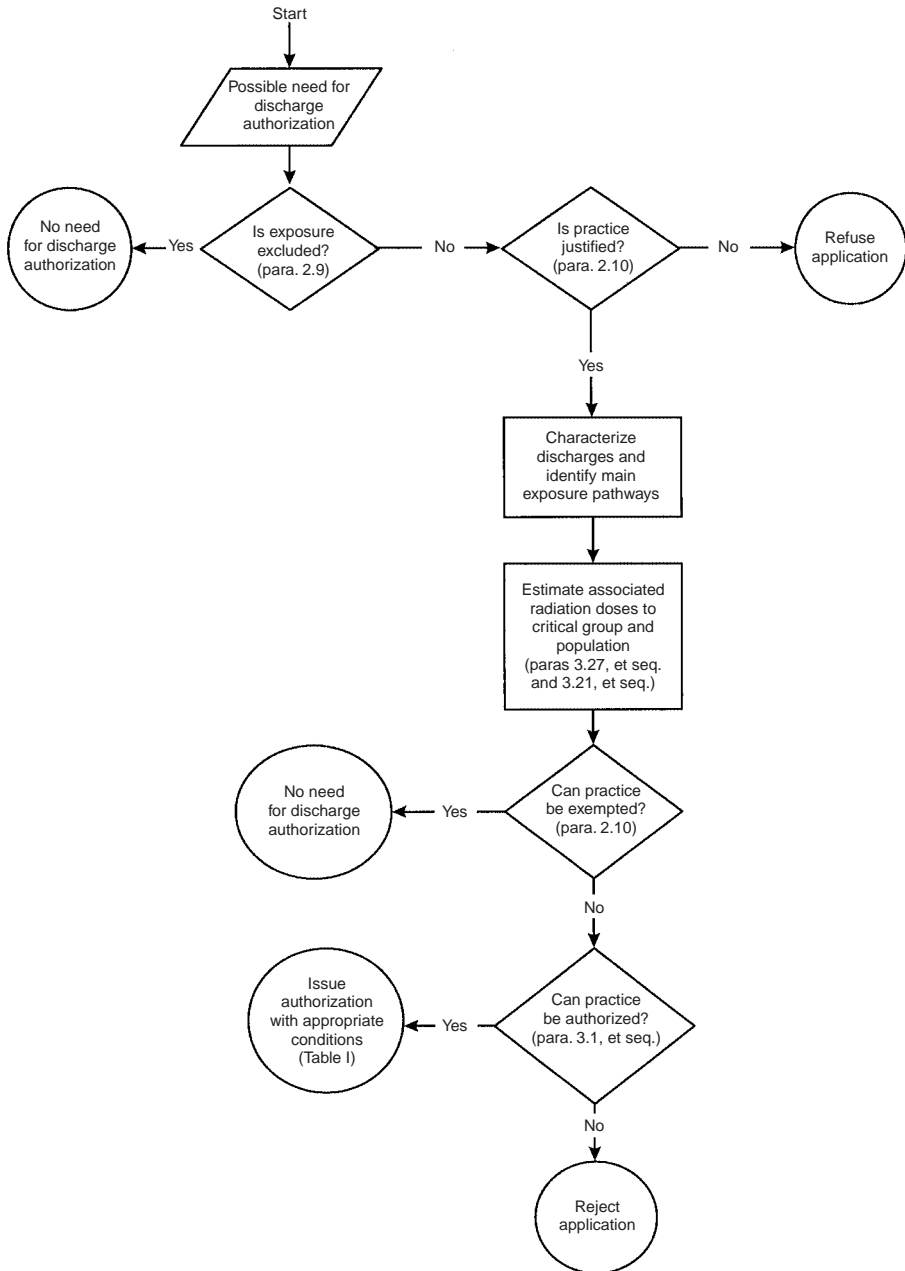 Start
Possible need for
discharge
authorization
No need
for discharge
authorization
Yes
Is exposure
excluded?
(para. 2.9)
No
Is practice
justified?
(para. 2.10)
No
Refuse
application
Yes
Characterize
discharges and
identify main
exposure pathways
Estimate associated
radiation doses to
critical group and
population
(paras 3.27, et seq.
and 3.21, et seq.)
No need
for discharge
authorization
Yes
Can practice
be exempted?
(para. 2.10)
No
Issue
authorization
with appropriate
conditions
(Table I)
Yes
Can practice
be authorized?
(para. 3.1, et seq.)
No
Reject
application